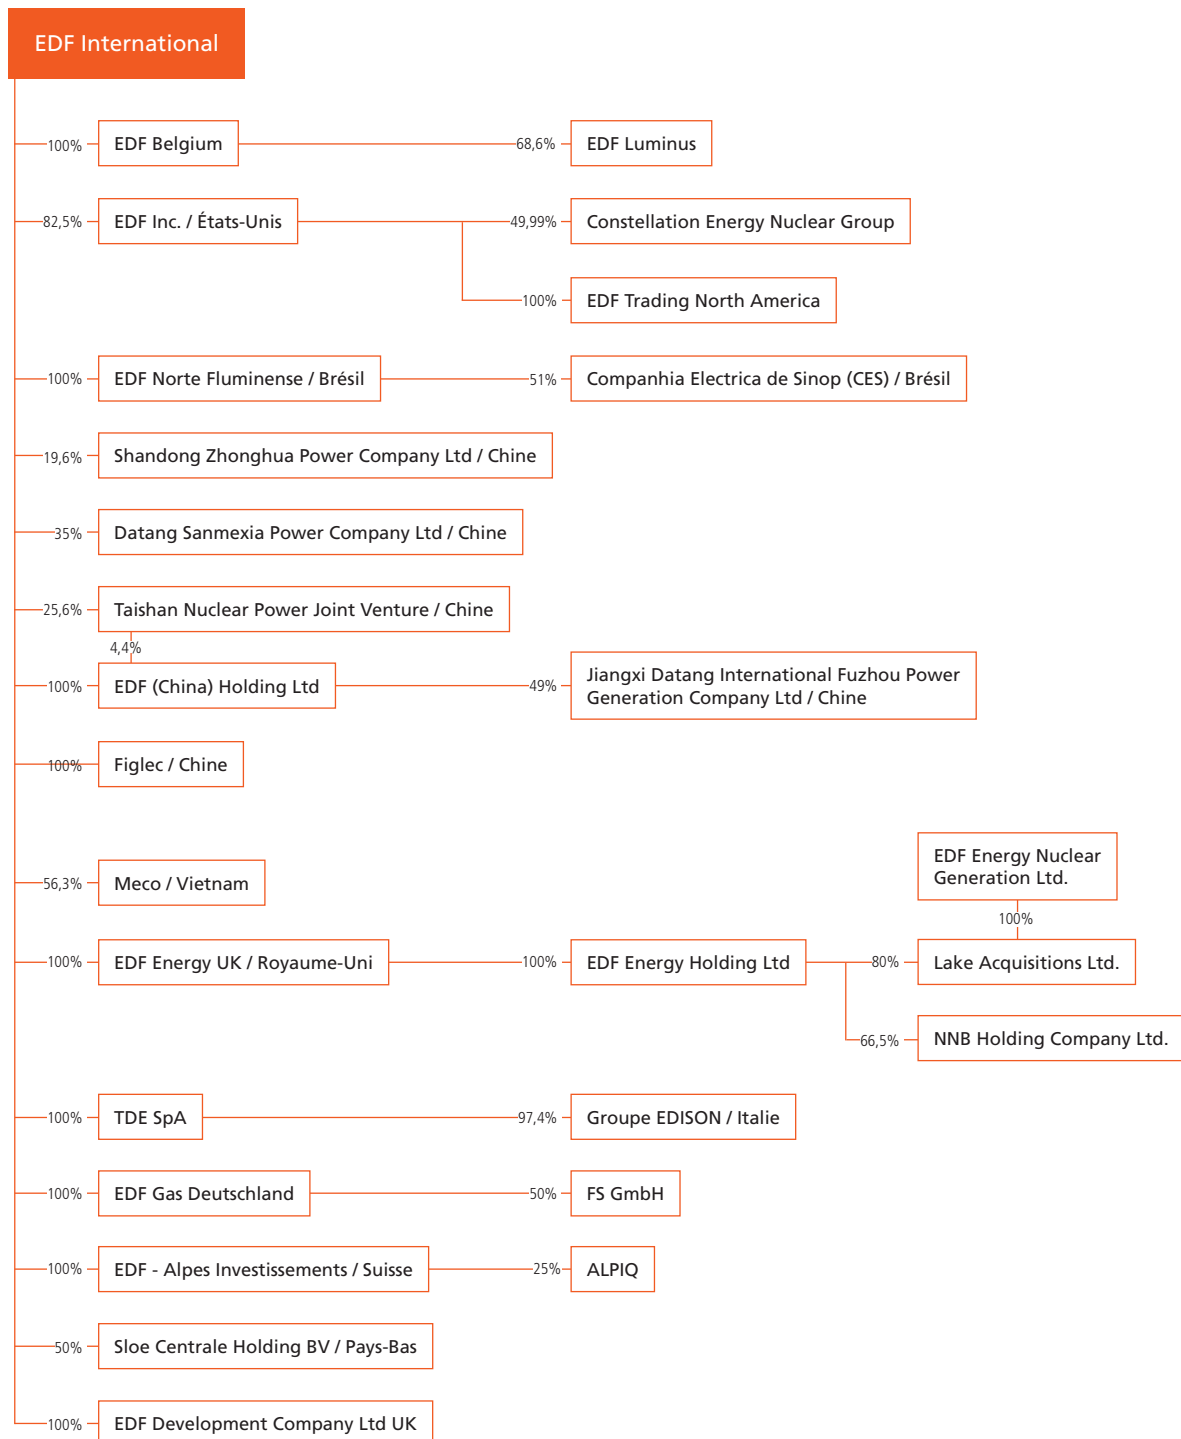 EDF International
100%
EDF Belgium
68,6%
EDF Luminus
82,5%
EDF Inc. / États-Unis
49,99%
Constellation Energy Nuclear Group
100%
EDF Trading North America
100%
EDF Norte Fluminense / Brésil
51%
Companhia Electrica de Sinop (CES) / Brésil
19,6%
Shandong Zhonghua Power Company Ltd / Chine
35%
Datang Sanmexia Power Company Ltd / Chine
25,6%
Taishan Nuclear Power Joint Venture / Chine
4,4%
100%
EDF (China) Holding Ltd
49%
Jiangxi Datang International Fuzhou Power
Generation Company Ltd / Chine
100%
Figlec / Chine
56,3%
Meco / Vietnam
EDF Energy Nuclear
Generation Ltd.
100%
100%
EDF Energy UK / Royaume-Uni
100%
EDF Energy Holding Ltd
80%
Lake Acquisitions Ltd.
66,5%
NNB Holding Company Ltd.
100%
TDE SpA
97,4%
Groupe EDISON / Italie
100%
EDF Gas Deutschland
50%
FS GmbH
100%
EDF - Alpes Investissements / Suisse
25%
ALPIQ
50%
Sloe Centrale Holding BV / Pays-Bas
100%
EDF Development Company Ltd UK